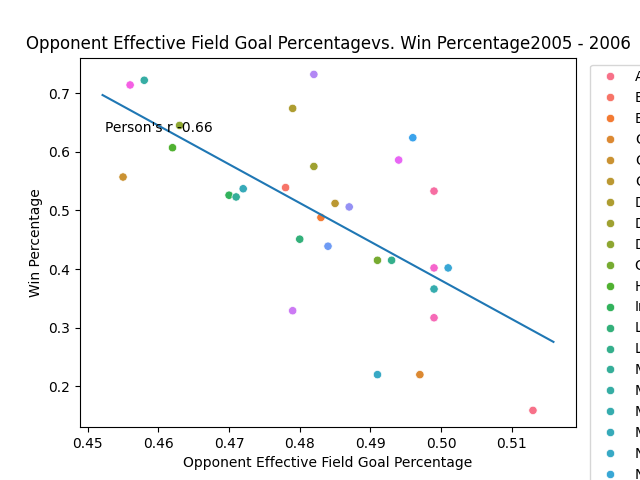 Opponent Effective Field Goal Percentagevs. Win Percentage2005 - 2006
Person's r -0.66
Win Percentage
0.7
0.6
0.5
0.4
0.3
0.2
0.45 0.46 0.47 0.48 0.49 0.50 0.51
Opponent Effective Field Goal Percentage